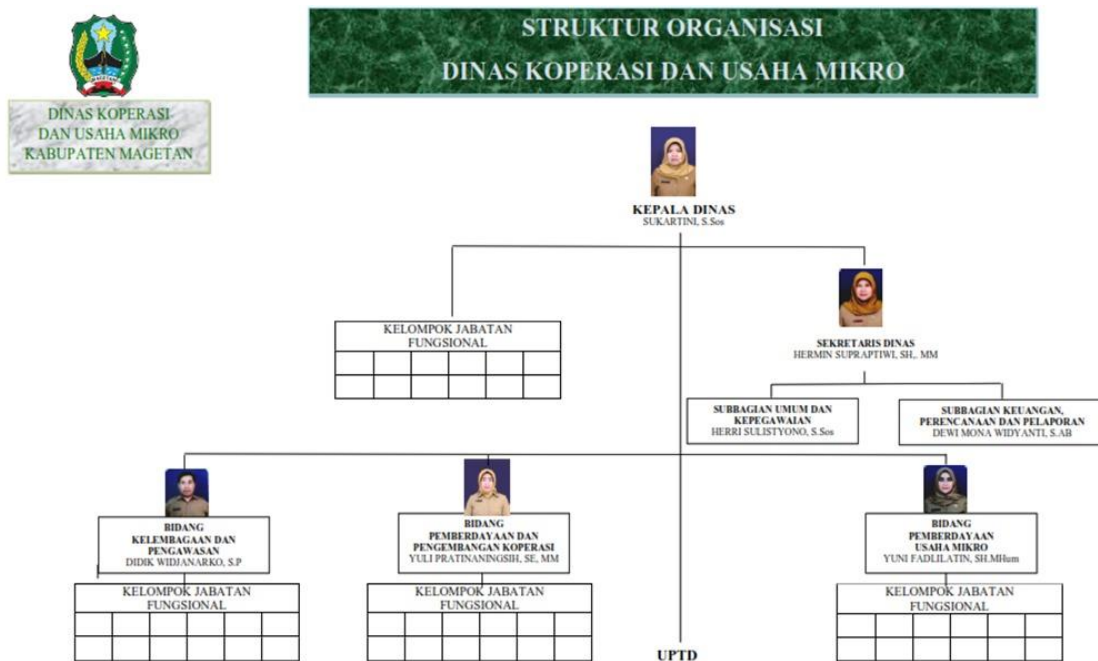 STRUKTUR ORGANISASI
DINAS KOPERASI DAN USAHA MIKRO
MAGETAN
DINAS KOPERASI
DAN USAHA MIKRO
KABUPATEN MAGETAN
KEPALA DINAS
SUKARTINI, S.Sos
KELOMPOK JABATAN
FUNGSIONAL
SEKRETARIS DINAS
HERMIN SUPRAPTIWI, SH,. MM
SUBBAGIAN UMUM DAN
KEPEGAWAIAN
HERRI SULISTYONO, S.Sos
SUBBAGIAN KEUANGAN,
PERENCANAAN DAN PELAPORAN
DEWI MONA WIDYANTI, S.AB
BIDANG
KELEMBAGAAN DAN
PENGAWASAN
DIDIK WIDJANARKO, S.P
BIDANG
PEMBERDAYAAN DAN
PENGEMBANGAN KOPERASI
YULI PRATINANINGSIH, SE, MM
BIDANG
PEMBERDAYAAN
USAHA MIKRO
YUNI FADLILATIN, SH.MHum
KELOMPOK JABATAN
FUNGSIONAL
KELOMPOK JABATAN
FUNGSIONAL
KELOMPOK JABATAN
FUNGSIONAL
UPTD